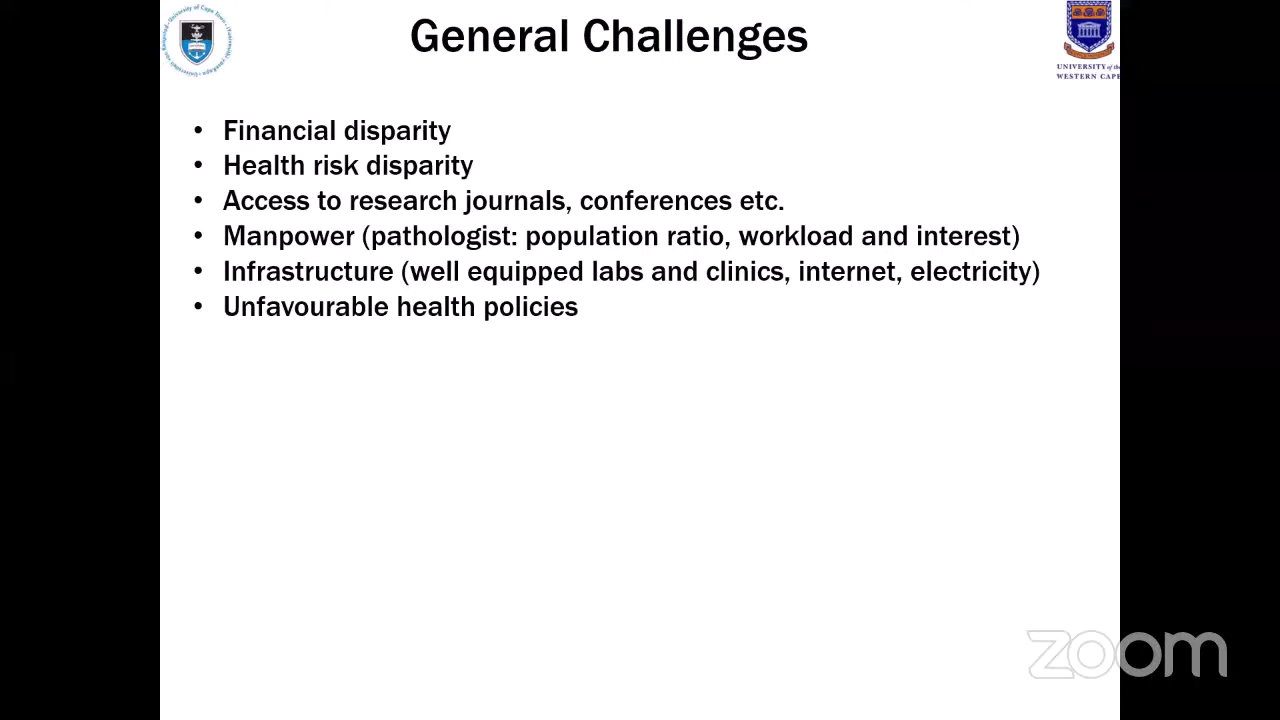 General Challenges
UNIVERSITY of the
WESTERN CAPE
• Financial disparity
• Health risk disparity
• Access to research journals, conferences etc.
• Manpower (pathologist: population ratio, workload and interest)
• Infrastructure (well equipped labs and clinics, internet, electricity)
• Unfavourable health policies
zoom